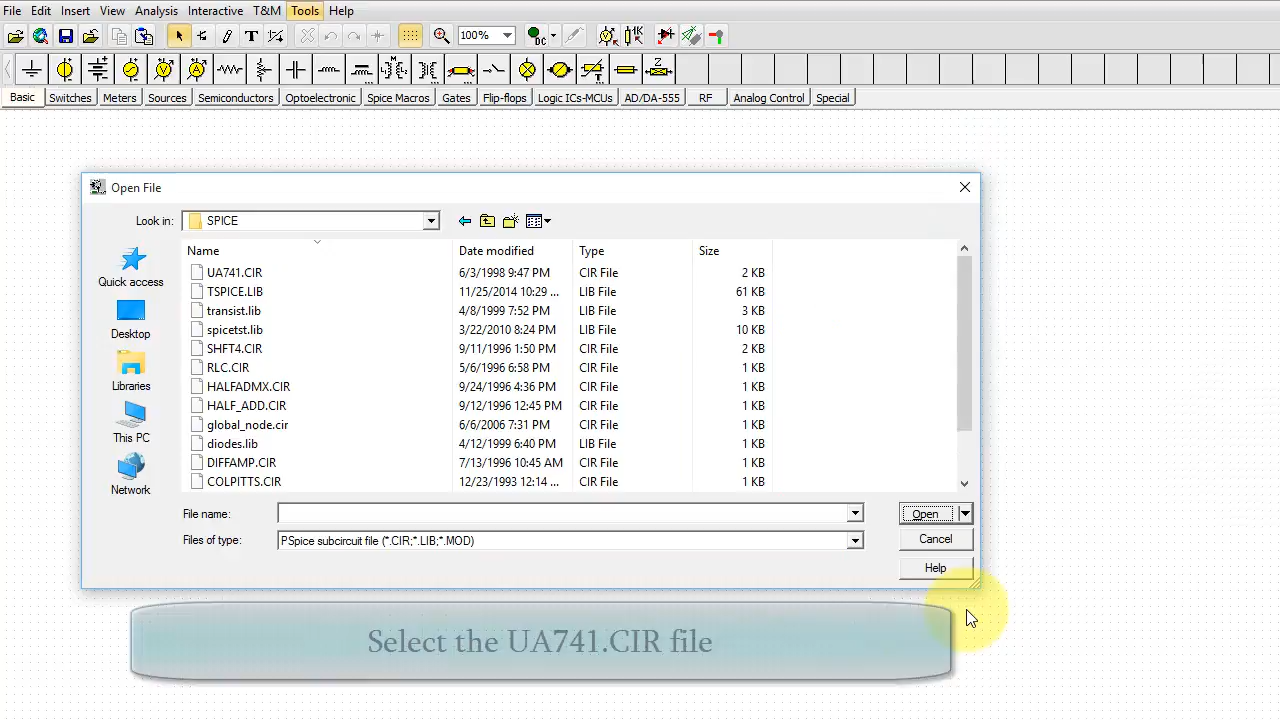 File Edit Insert View Analysis Interactive T&M Tools Help
100% DC 1K
Basic Switches Meters Sources Semiconductors Optoelectronic Spice Macros Gates Flip-flops Logic ICs-MCUs AD/DA-555 RF Analog Control Special
Open File
Look in: SPICE
Name Date modified Type Size
UA741.CIR 6/3/1998 9:47 PM CIR File 2 KB
TSPICE.LIB 11/25/2014 10:29 ... LIB File 61 KB
transist.lib 4/8/1999 7:52 PM LIB File 3 KB
spicetst.lib 3/22/2010 8:24 PM LIB File 10 KB
SHFT4.CIR 9/11/1996 1:50 PM CIR File 2 KB
RLC.CIR 5/6/1996 6:58 PM CIR File 1 KB
HALFADMX.CIR 9/24/1996 4:36 PM CIR File 1 KB
HALF_ADD.CIR 9/12/1996 12:45 PM CIR File 1 KB
global_node.cir 6/6/2006 7:31 PM CIR File 1 KB
diodes.lib 4/12/1999 6:40 PM LIB File 1 KB
DIFFAMP.CIR 7/13/1996 10:45 AM CIR File 1 KB
COLPITTS.CIR 12/23/1993 12:14 ... CIR File 1 KB
Quick access
Desktop
Libraries
This PC
Network
File name: Open
Files of type: PSpice subcircuit file (*.CIR;*.LIB;*.MOD) Cancel
Help
Select the UA741.CIR file